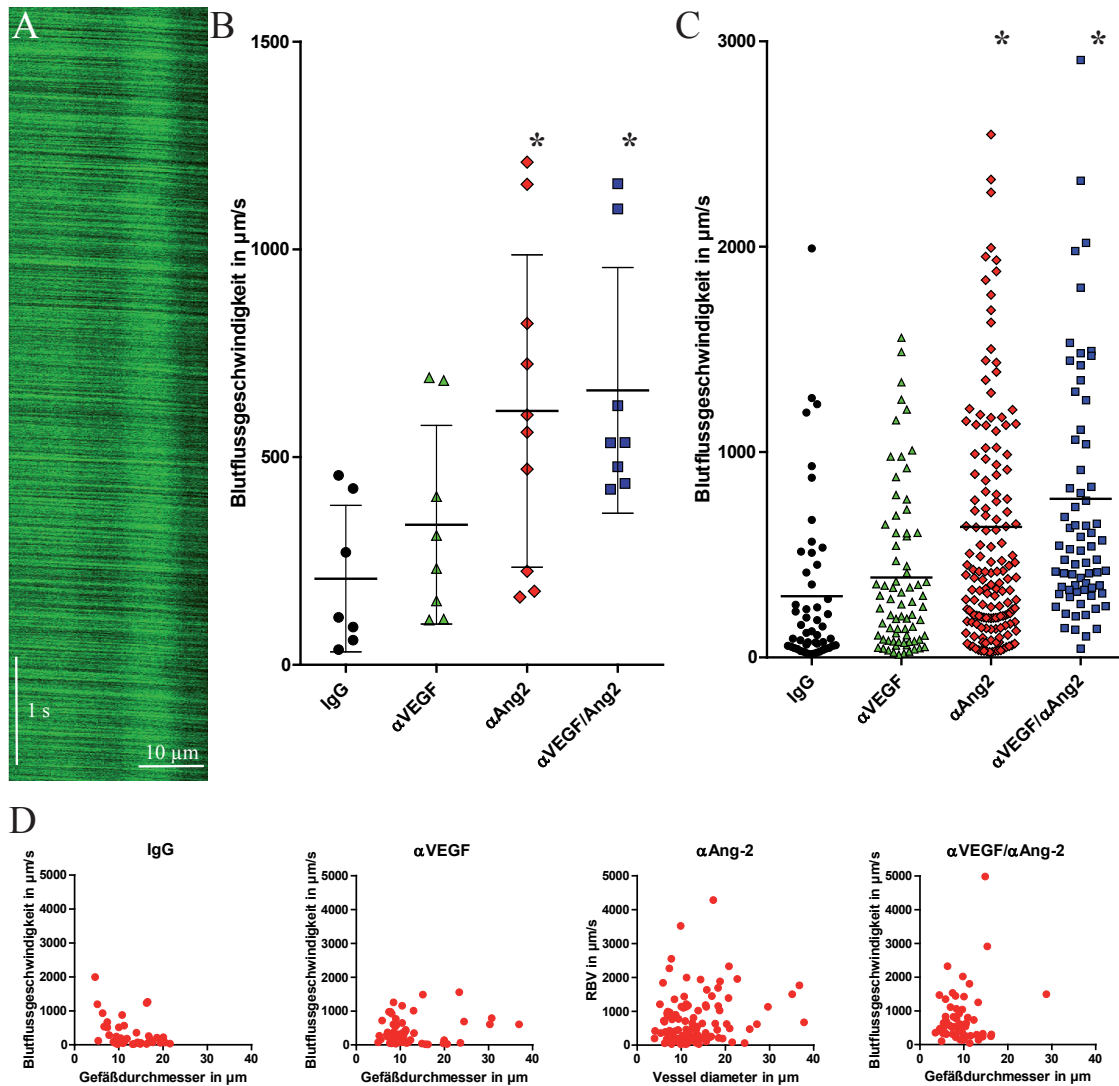 A
1 s
10 µm
B
Blutflussgeschwindigkeit in µm/s
1500
1000
500
0
*
*
IgG
αVEGF
αAng2
αVEGF/Ang2
C
Blutflussgeschwindigkeit in µm/s
3000
2000
1000
0
*
*
IgG
αVEGF
αAng2
αVEGF/αAng2
D
IgG
Blutflussgeschwindigkeit in µm/s
5000
4000
3000
2000
1000
0
0 10 20 30 40
Gefäßdurchmesser in µm
αVEGF
Blutflussgeschwindigkeit in µm/s
5000
4000
3000
2000
1000
0
0 10 20 30 40
Gefäßdurchmesser in µm
αAng-2
RBV in µm/s
5000
4000
3000
2000
1000
0
0 10 20 30 40
Vessel diameter in µm
αVEGF/αAng-2
Blutflussgeschwindigkeit in µm/s
5000
4000
3000
2000
1000
0
0 10 20 30 40
Gefäßdurchmesser in µm